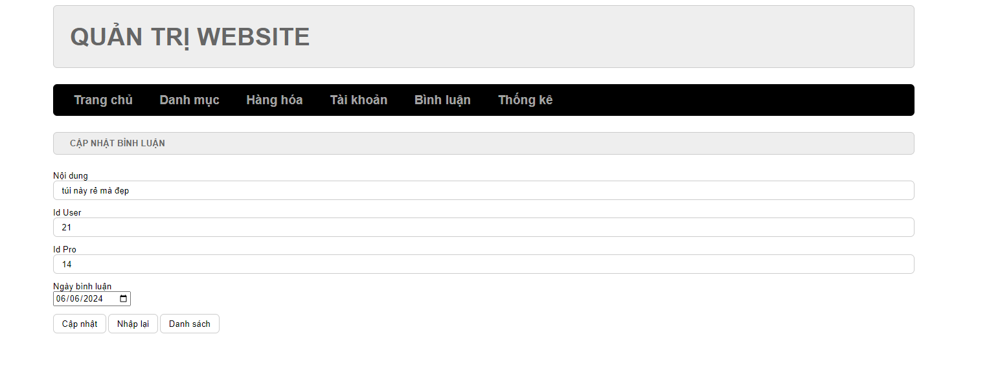 QUẢN TRỊ WEBSITE
Trang chủ Danh mục Hàng hóa Tài khoản Bình luận Thống kê
CẬP NHẬT BÌNH LUẬN
Nội dung
túi này rẻ mà đẹp
Id User
21
Id Pro
14
Ngày bình luận
06/06/2024
Cập nhật Nhập lại Danh sách